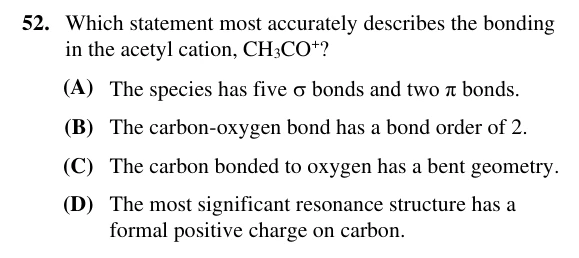 52. Which statement most accurately describes the bonding
in the acetyl cation, CH₃CO⁺?
(A) The species has five σ bonds and two π bonds.
(B) The carbon-oxygen bond has a bond order of 2.
(C) The carbon bonded to oxygen has a bent geometry.
(D) The most significant resonance structure has a
formal positive charge on carbon.